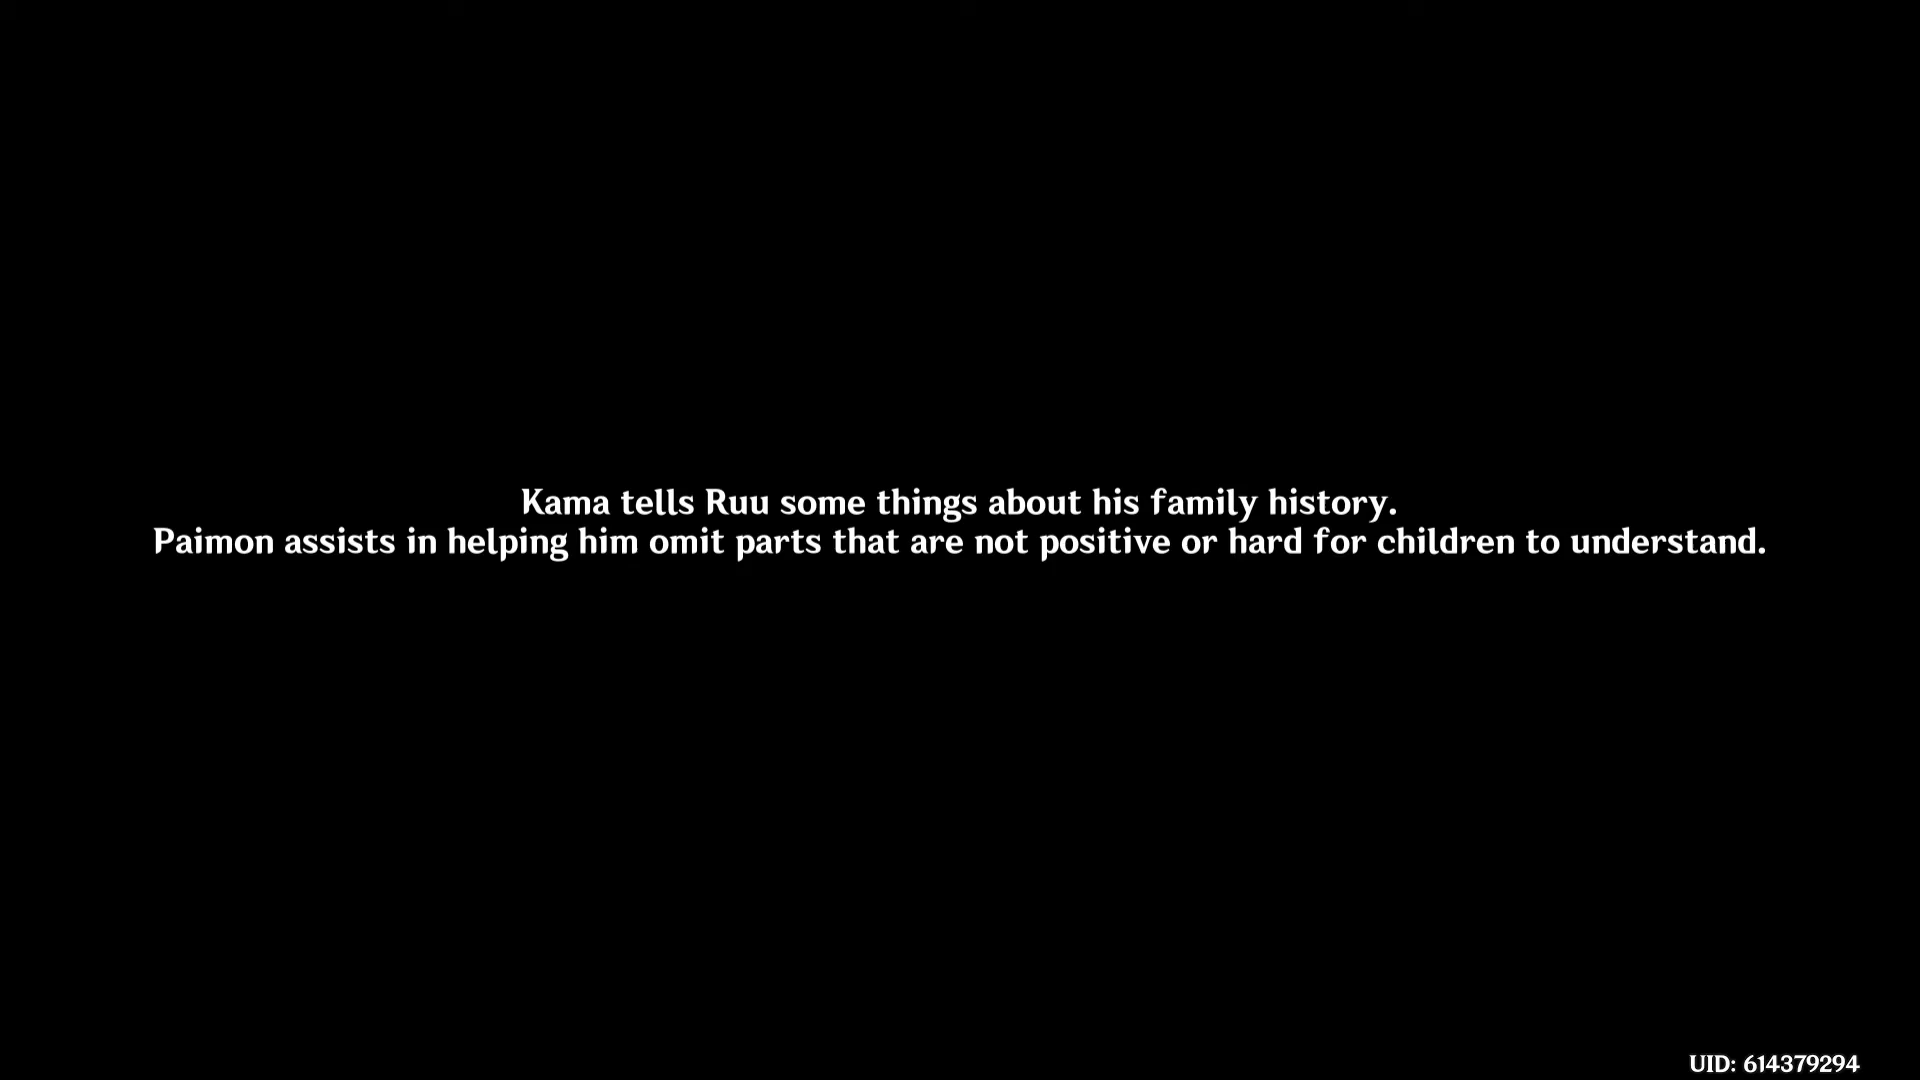 Kama tells Ruu some things about his family history.
Paimon assists in helping him omit parts that are not positive or hard for children to understand.
UID: 614379294